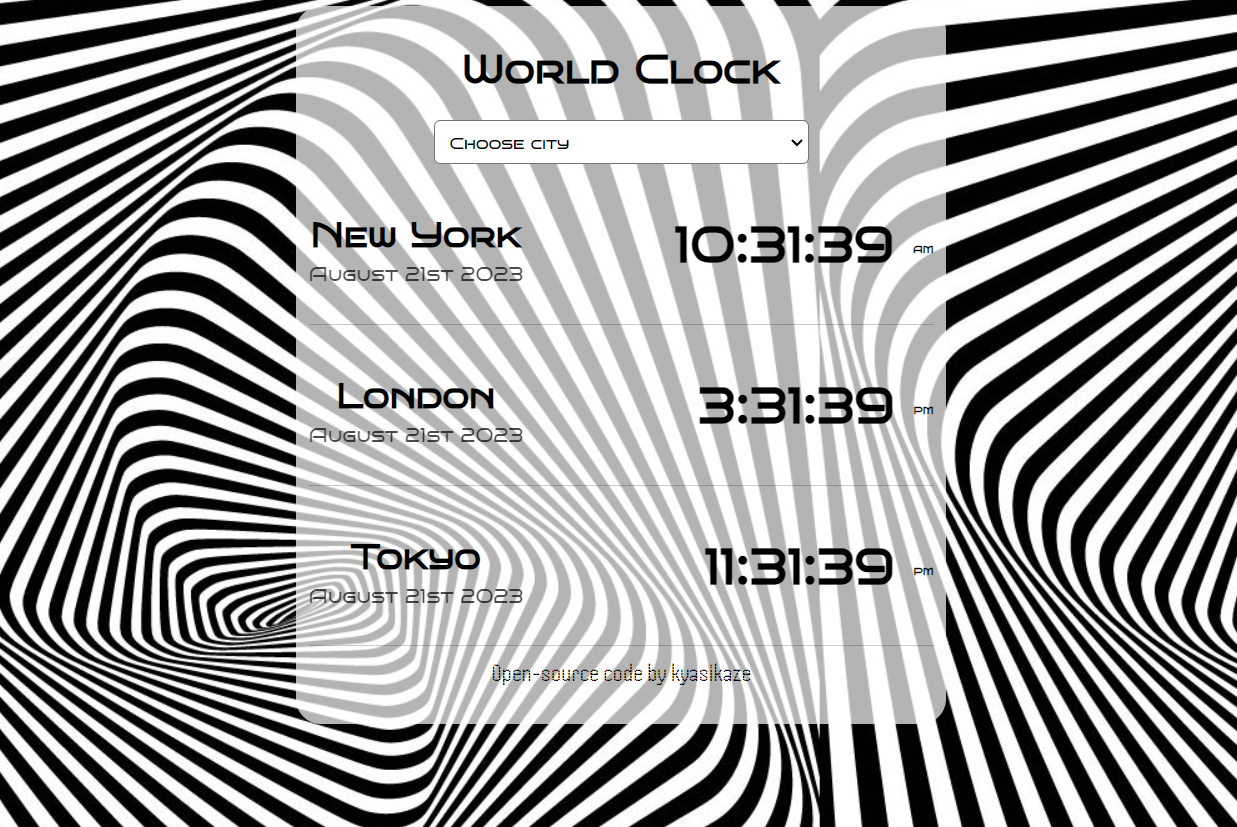 World Clock
Choose city
New York
10:31:39 AM
August 21st 2023
London
3:31:39 PM
August 21st 2023
Tokyo
11:31:39 PM
August 21st 2023
Open-source code by kyasikaze